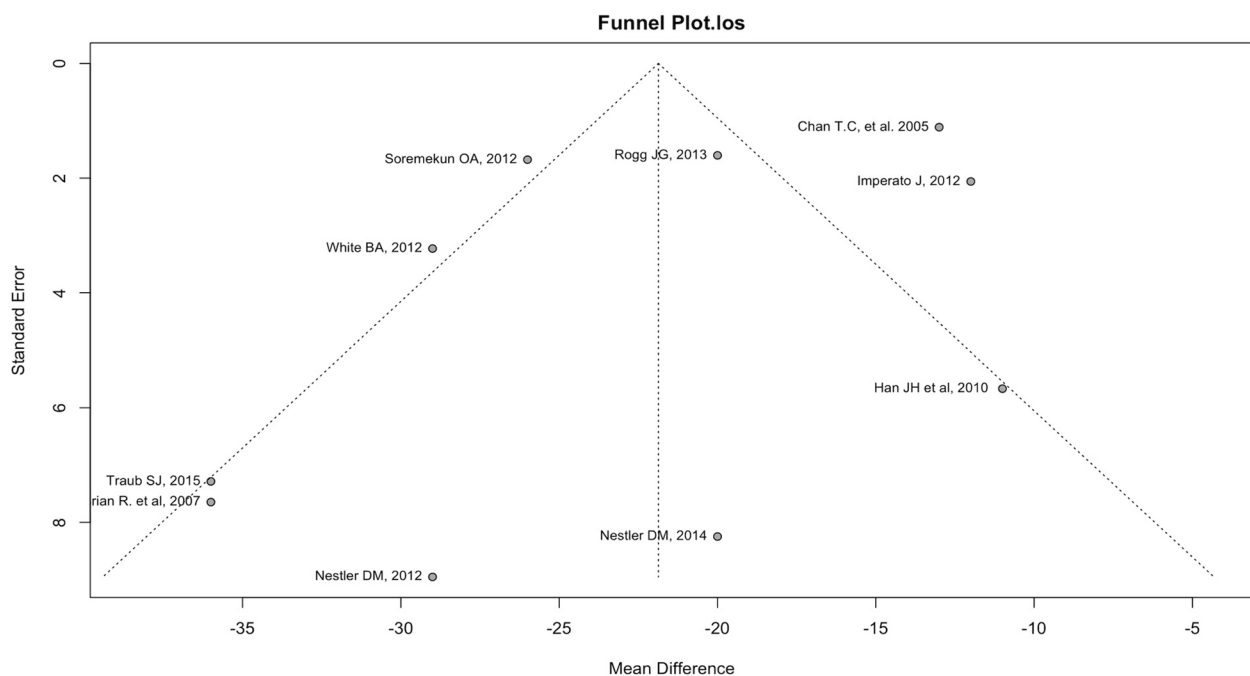 Funnel Plot.los
0
Chan T.C, et al. 2005
Soremekun OA, 2012
Rogg JG, 2013
2
Imperato J, 2012
White BA, 2012
4
Standard Error
Han JH et al, 2010
6
Traub SJ, 2015
rian R. et al, 2007
8
Nestler DM, 2014
Nestler DM, 2012
-35 -30 -25 -20 -15 -10 -5
Mean Difference